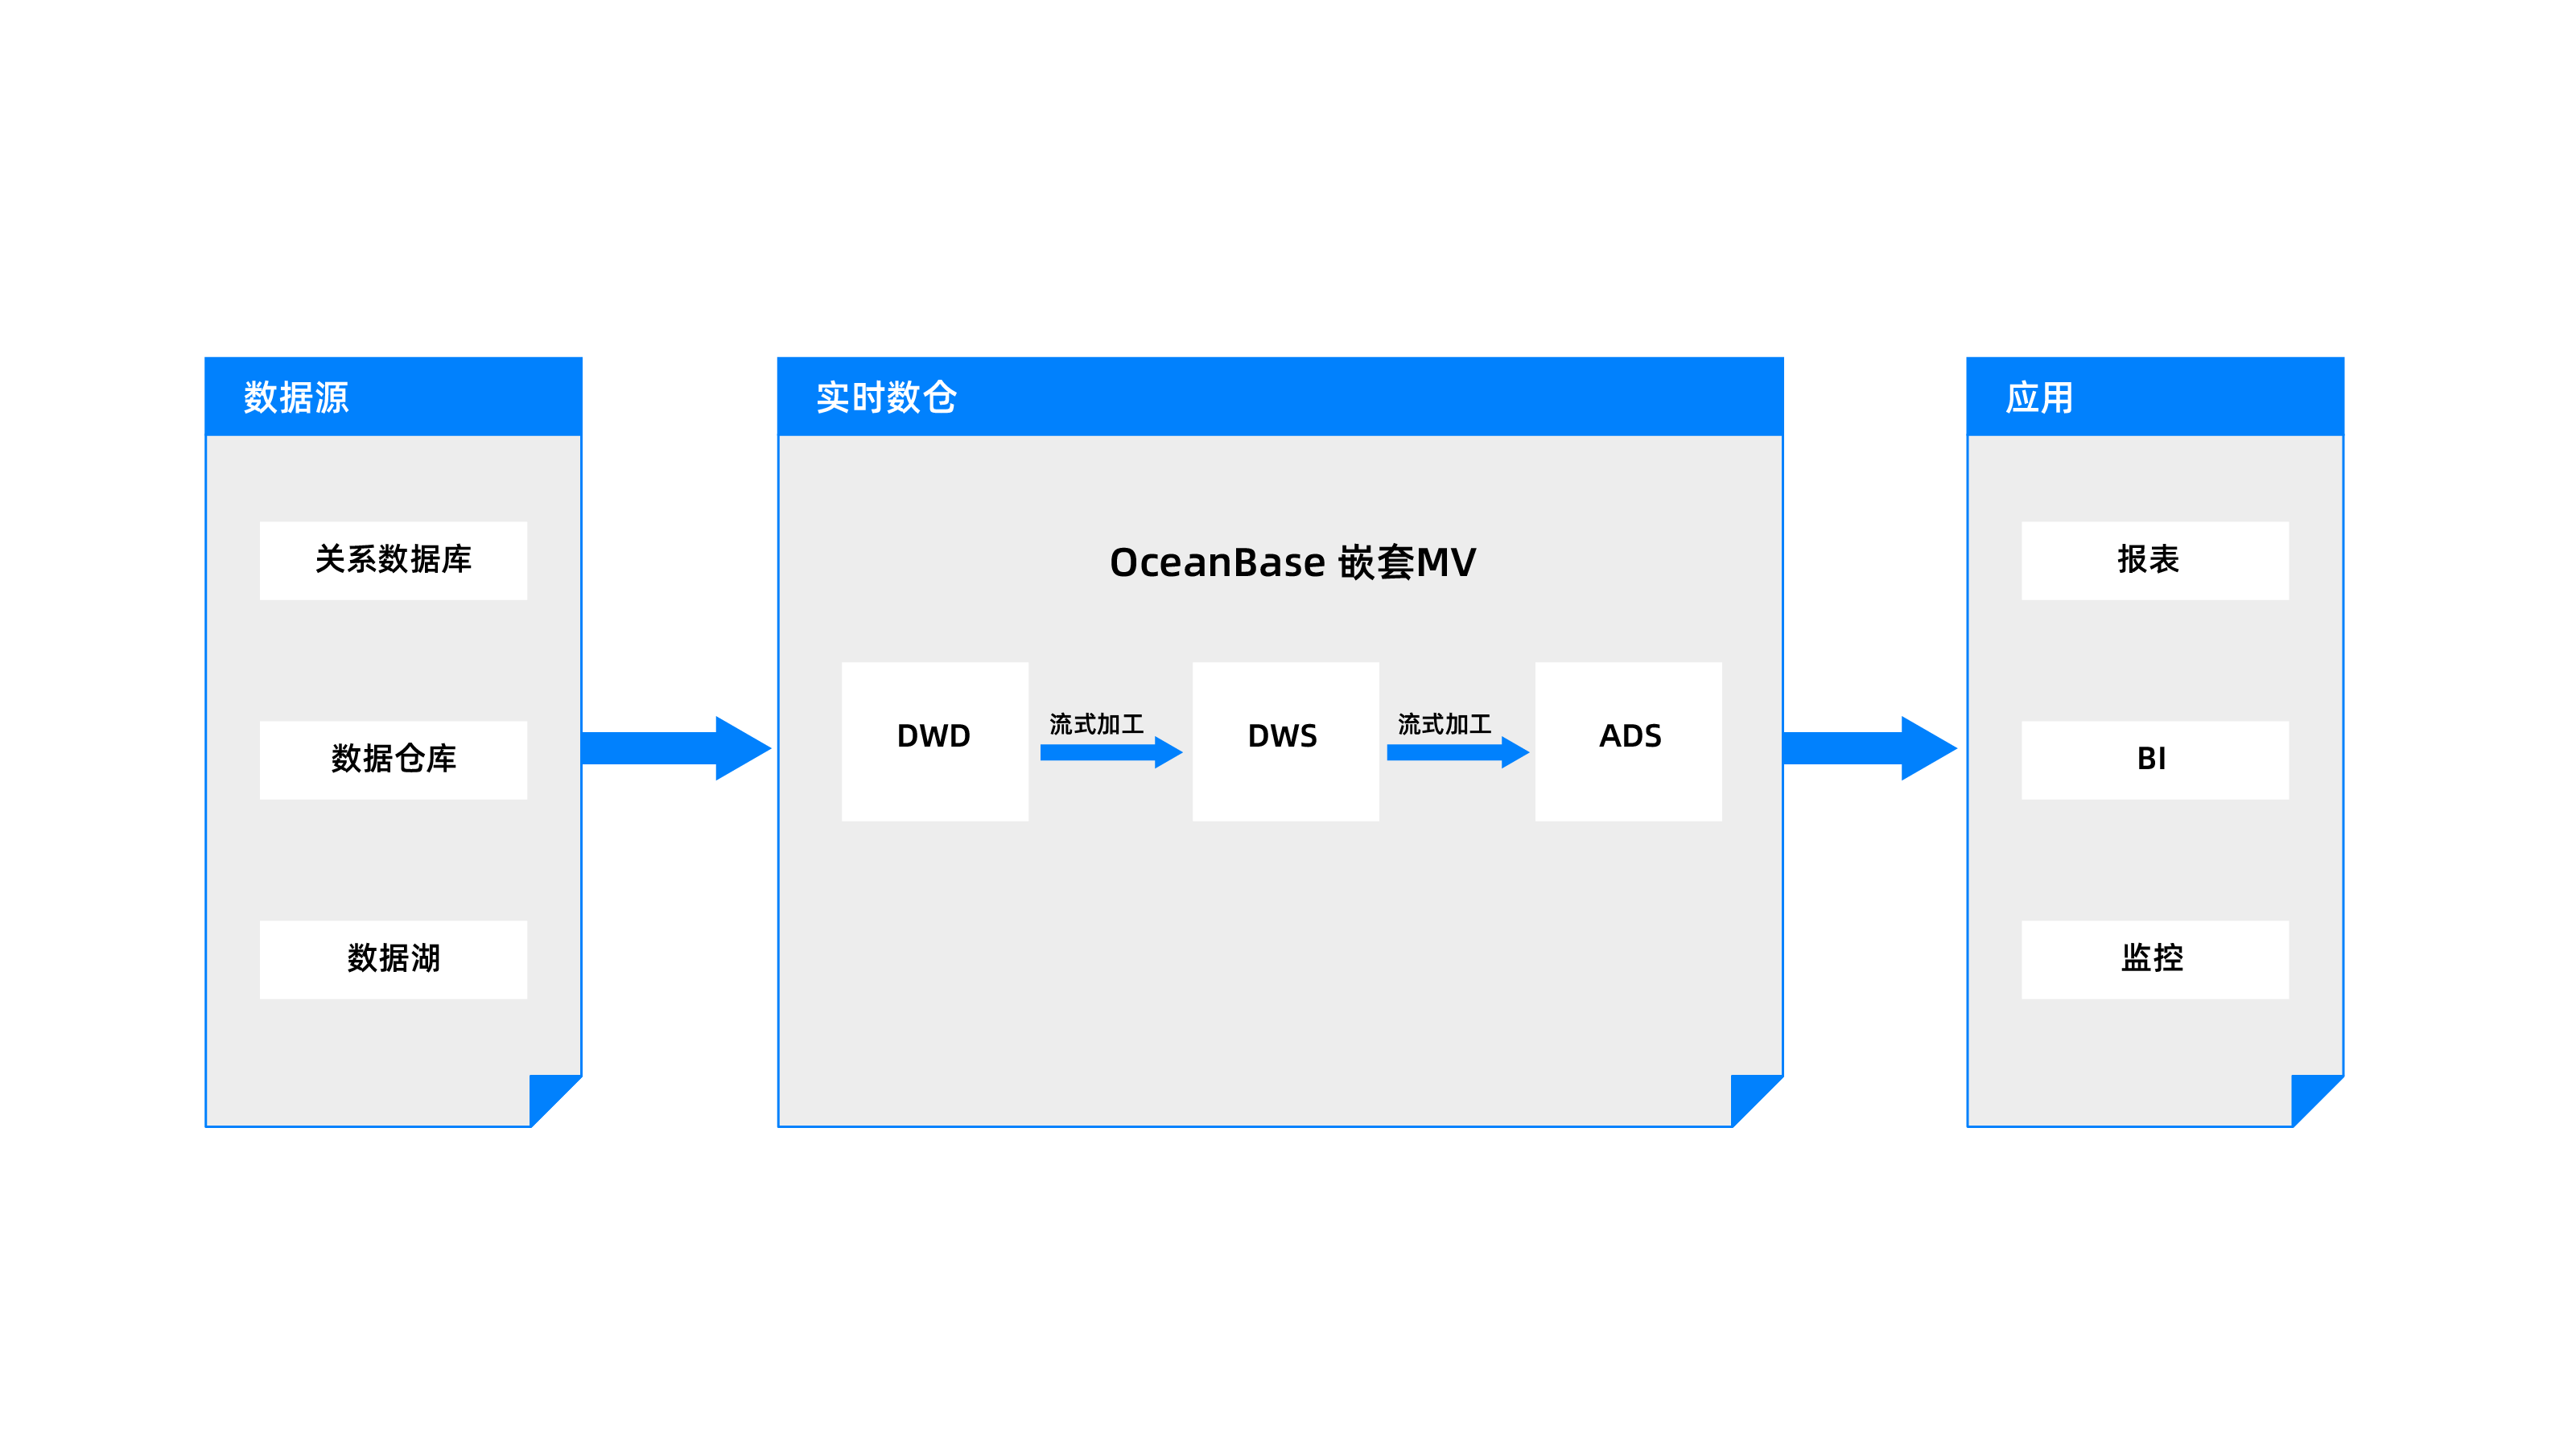 数据源
关系数据库
数据仓库
数据湖
实时数仓
OceanBase 嵌套MV
DWD
流式加工
DWS
流式加工
ADS
应用
报表
BI
监控